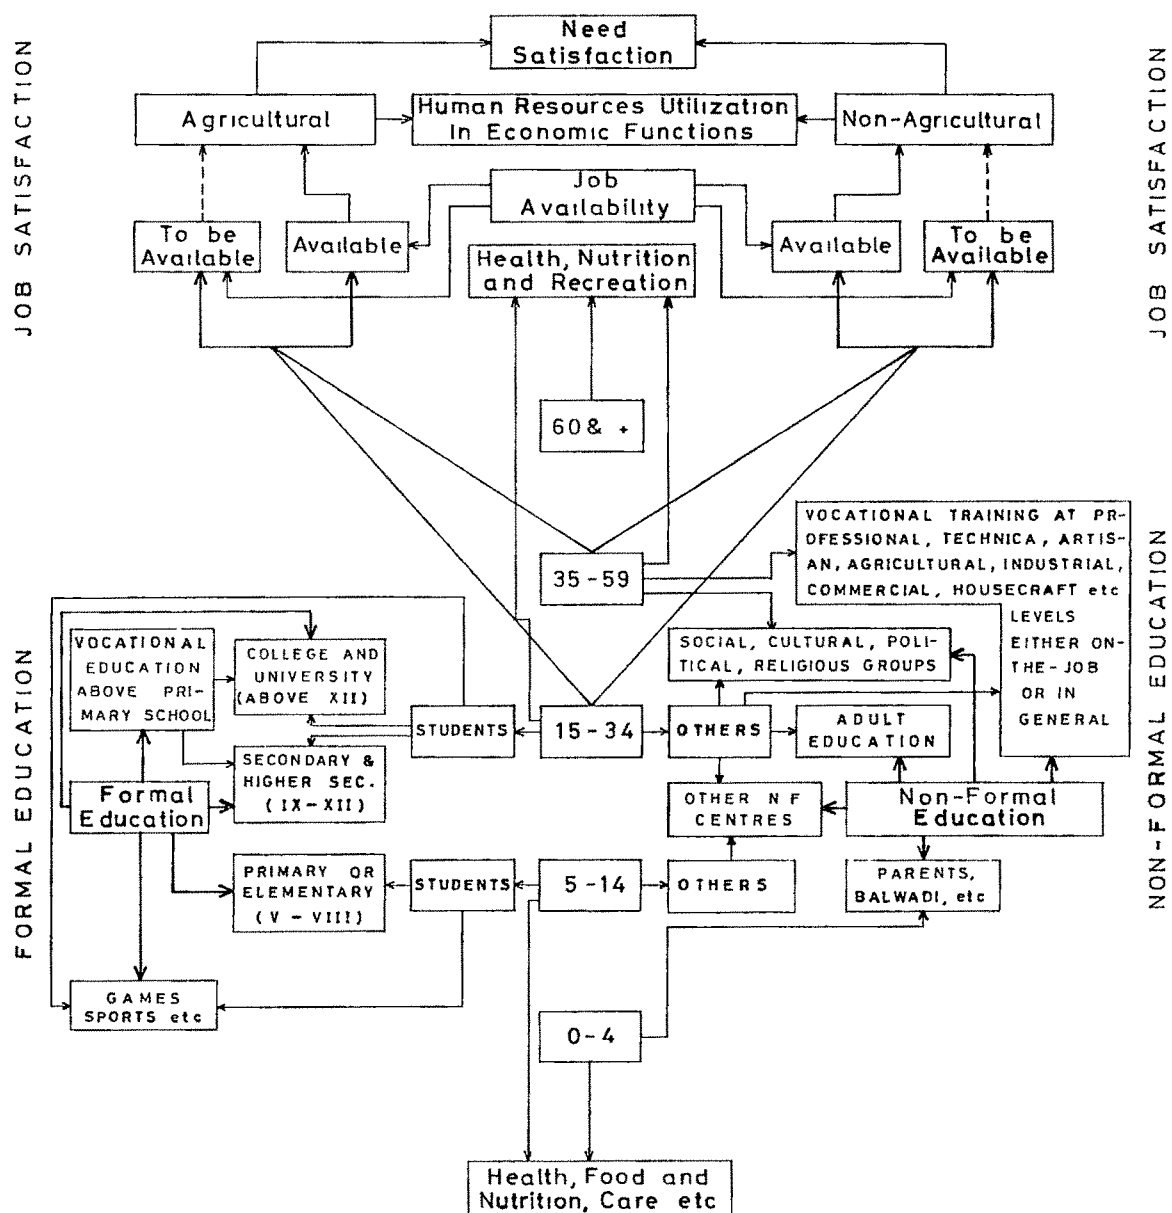 Need
Satisfaction
JOB SATISFACTION
JOB SATISFACTION
Agricultural
Human Resources Utilization
In Economic Functions
Non-Agricultural
Job
Availability
To be
Available
Available
Available
To be
Available
Health, Nutrition
and Recreation
60 & +
35-59
VOCATIONAL TRAINING AT PR-
OFESSIONAL, TECHNICA, ARTIS-
AN, AGRICULTURAL, INDUSTRIAL,
COMMERCIAL, HOUSECRAFT etc
LEVELS
EITHER ON-
THE-JOB
OR IN
GENERAL
FORMAL EDUCATION
NON-FORMAL EDUCATION
VOCATIONAL
EDUCATION
ABOVE PRI-
MARY SCHOOL
COLLEGE AND
UNIVERSITY
(ABOVE XII)
SOCIAL, CULTURAL, POLI-
TICAL, RELIGIOUS GROUPS
STUDENTS
15-34
OTHERS
ADULT
EDUCATION
SECONDARY &
HIGHER SEC.
(IX-XII)
Formal
Education
OTHER N F
CENTRES
Non-Formal
Education
PRIMARY OR
ELEMENTARY
(V - VIII)
STUDENTS
5-14
OTHERS
PARENTS,
BALWADI, etc
GAMES
SPORTS etc
0-4
Health, Food and
Nutrition, Care etc